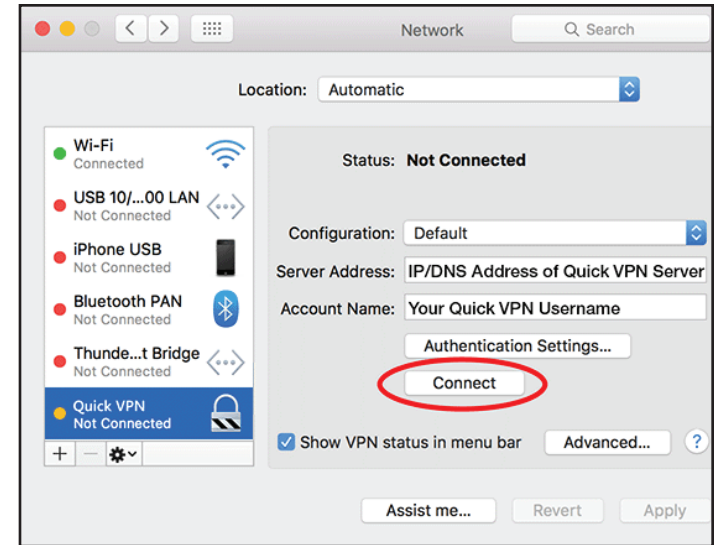 Network
Search
Location: Automatic
Wi-Fi
Connected
USB 10/...00 LAN
Not Connected
iPhone USB
Not Connected
Bluetooth PAN
Not Connected
Thunde...t Bridge
Not Connected
Quick VPN
Not Connected
Status: Not Connected
Configuration: Default
Server Address: IP/DNS Address of Quick VPN Server
Account Name: Your Quick VPN Username
Authentication Settings...
Connect
Show VPN status in menu bar
Advanced...
?
Assist me...
Revert
Apply